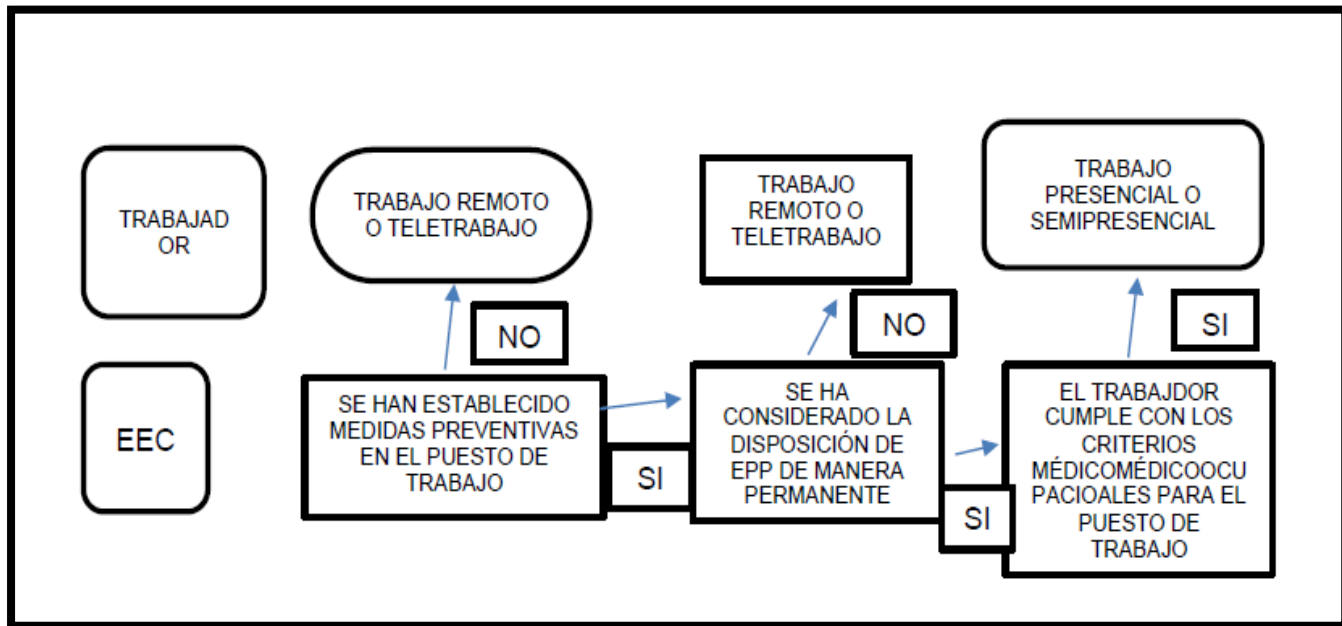 TRABAJAD
OR
TRABAJO REMOTO
O TELETRABAJO
TRABAJO
REMOTO O
TELETRABAJO
TRABAJO
PRESENCIAL O
SEMIPRESENCIAL
NO
NO
SI
EEC
SE HAN ESTABLECIDO
MEDIDAS PREVENTIVAS
EN EL PUESTO DE
TRABAJO
SI
SE HA
CONSIDERADO LA
DISPOSICIÓN DE
EPP DE MANERA
PERMANENTE
SI
EL TRABAJDOR
CUMPLE CON LOS
CRITERIOS
MÉDICOMÉDICOOCU
PACIOALES PARA EL
PUESTO DE
TRABAJO